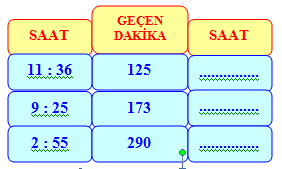 SAAT GEÇEN DAKİKA SAAT
11 : 36 125 ...............
9 : 25 173 ...............
2 : 55 290 ...............